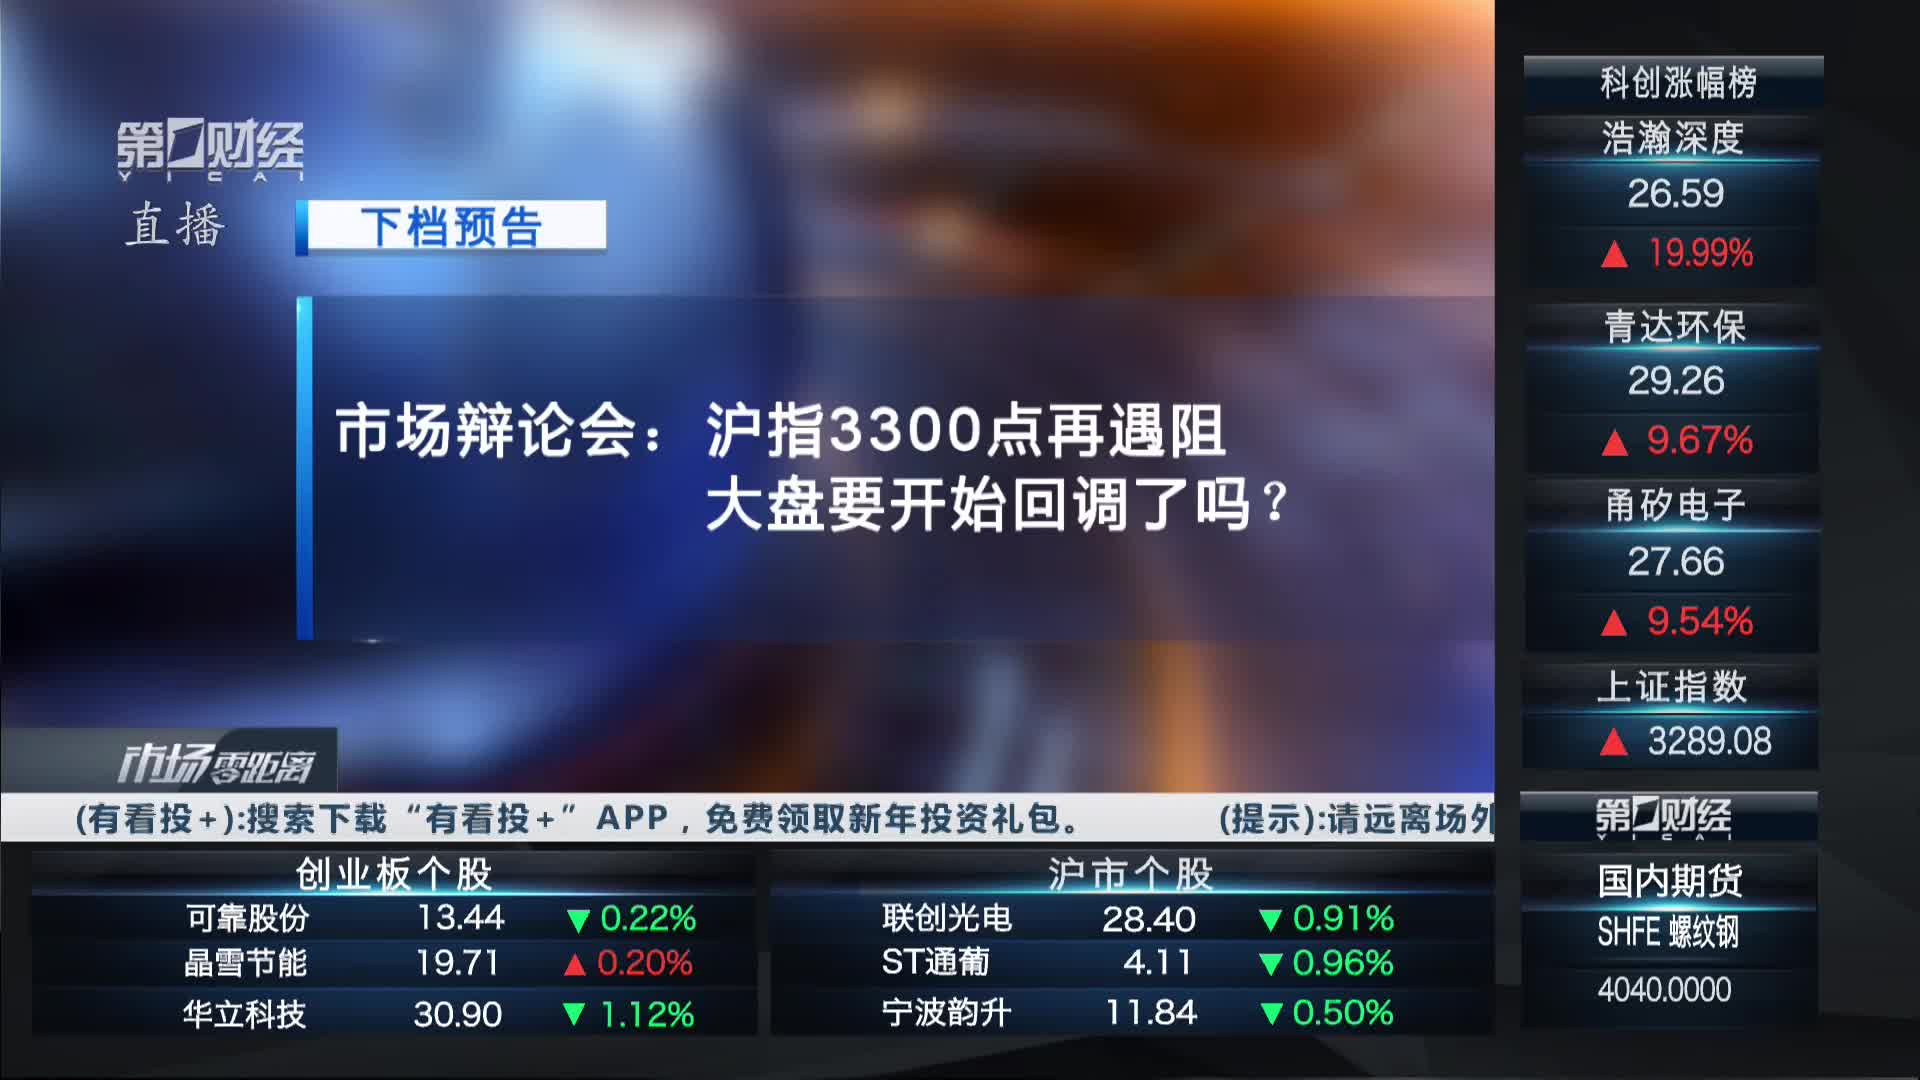 第一财经
YICAI
直播
下档预告
市场辩论会：沪指3300点再遇阻
大盘要开始回调了吗？
市场零距离
(有看投+):搜索下载“有看投+”APP，免费领取新年投资礼包。 (提示):请远离场外
创业板个股
可靠股份 13.44 ▼0.22%
晶雪节能 19.71 ▲0.20%
华立科技 30.90 ▼1.12%
沪市个股
联创光电 28.40 ▼0.91%
ST通葡 4.11 ▼0.96%
宁波韵升 11.84 ▼0.50%
科创涨幅榜
浩瀚深度
26.59
▲ 19.99%
青达环保
29.26
▲ 9.67%
甬矽电子
27.66
▲ 9.54%
上证指数
▲ 3289.08
第一财经
YICAI
国内期货
SHFE 螺纹钢
4040.0000